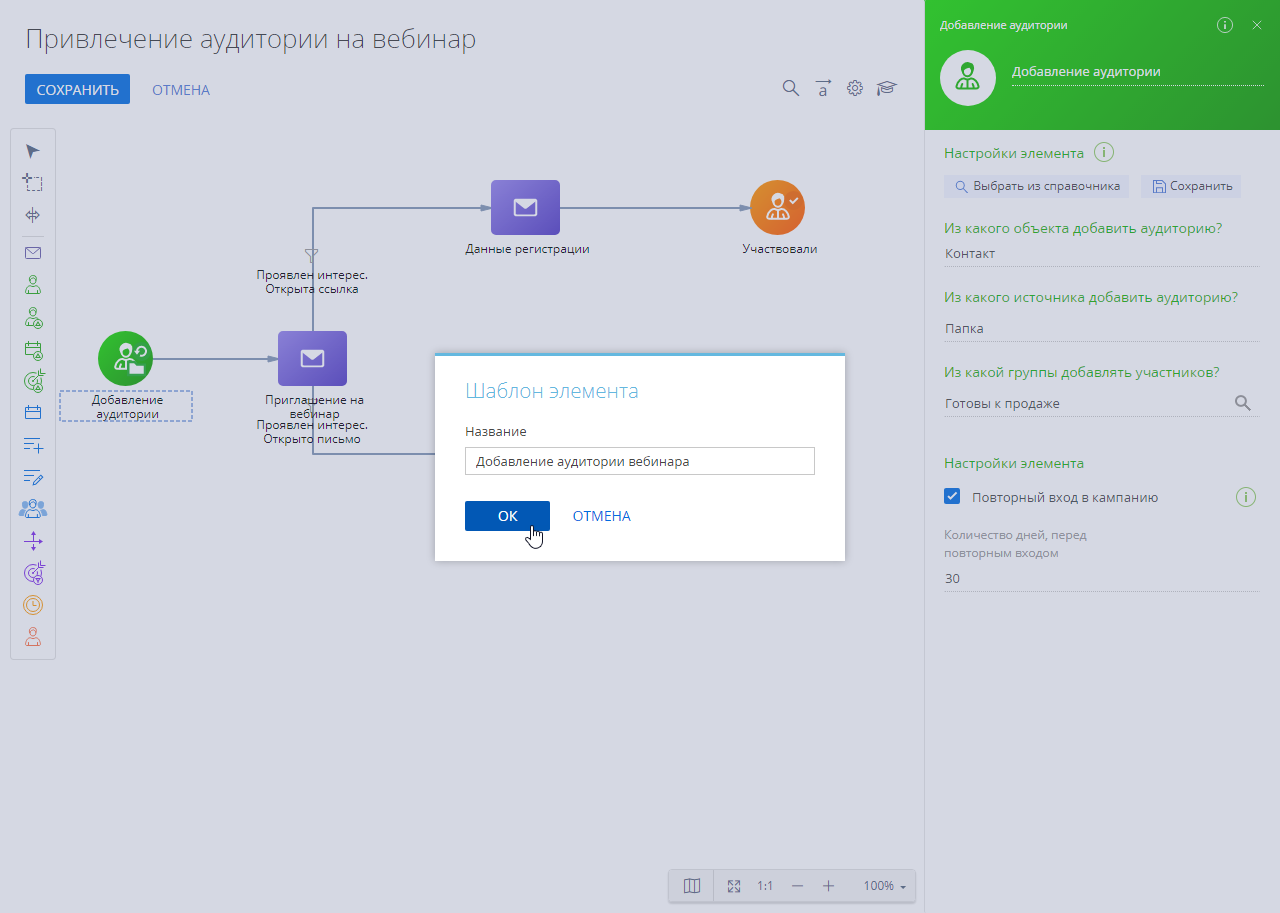 Привлечение аудитории на вебинар
СОХРАНИТЬ
ОТМЕНА
a
Данные регистрации
Участвовали
Проявлен интерес.
Открыта ссылка
Добавление
аудитории
Приглашение на
вебинар
Проявлен интерес.
Открыто письмо
Шаблон элемента
Название
Добавление аудитории вебинара
ОК
ОТМЕНА
1:1
100%
Добавление аудитории
Добавление аудитории
Настройки элемента
Выбрать из справочника
Сохранить
Из какого объекта добавить аудиторию?
Контакт
Из какого источника добавить аудиторию?
Папка
Из какой группы добавлять участников?
Готовы к продаже
Настройки элемента
Повторный вход в кампанию
Количество дней, перед
повторным входом
30